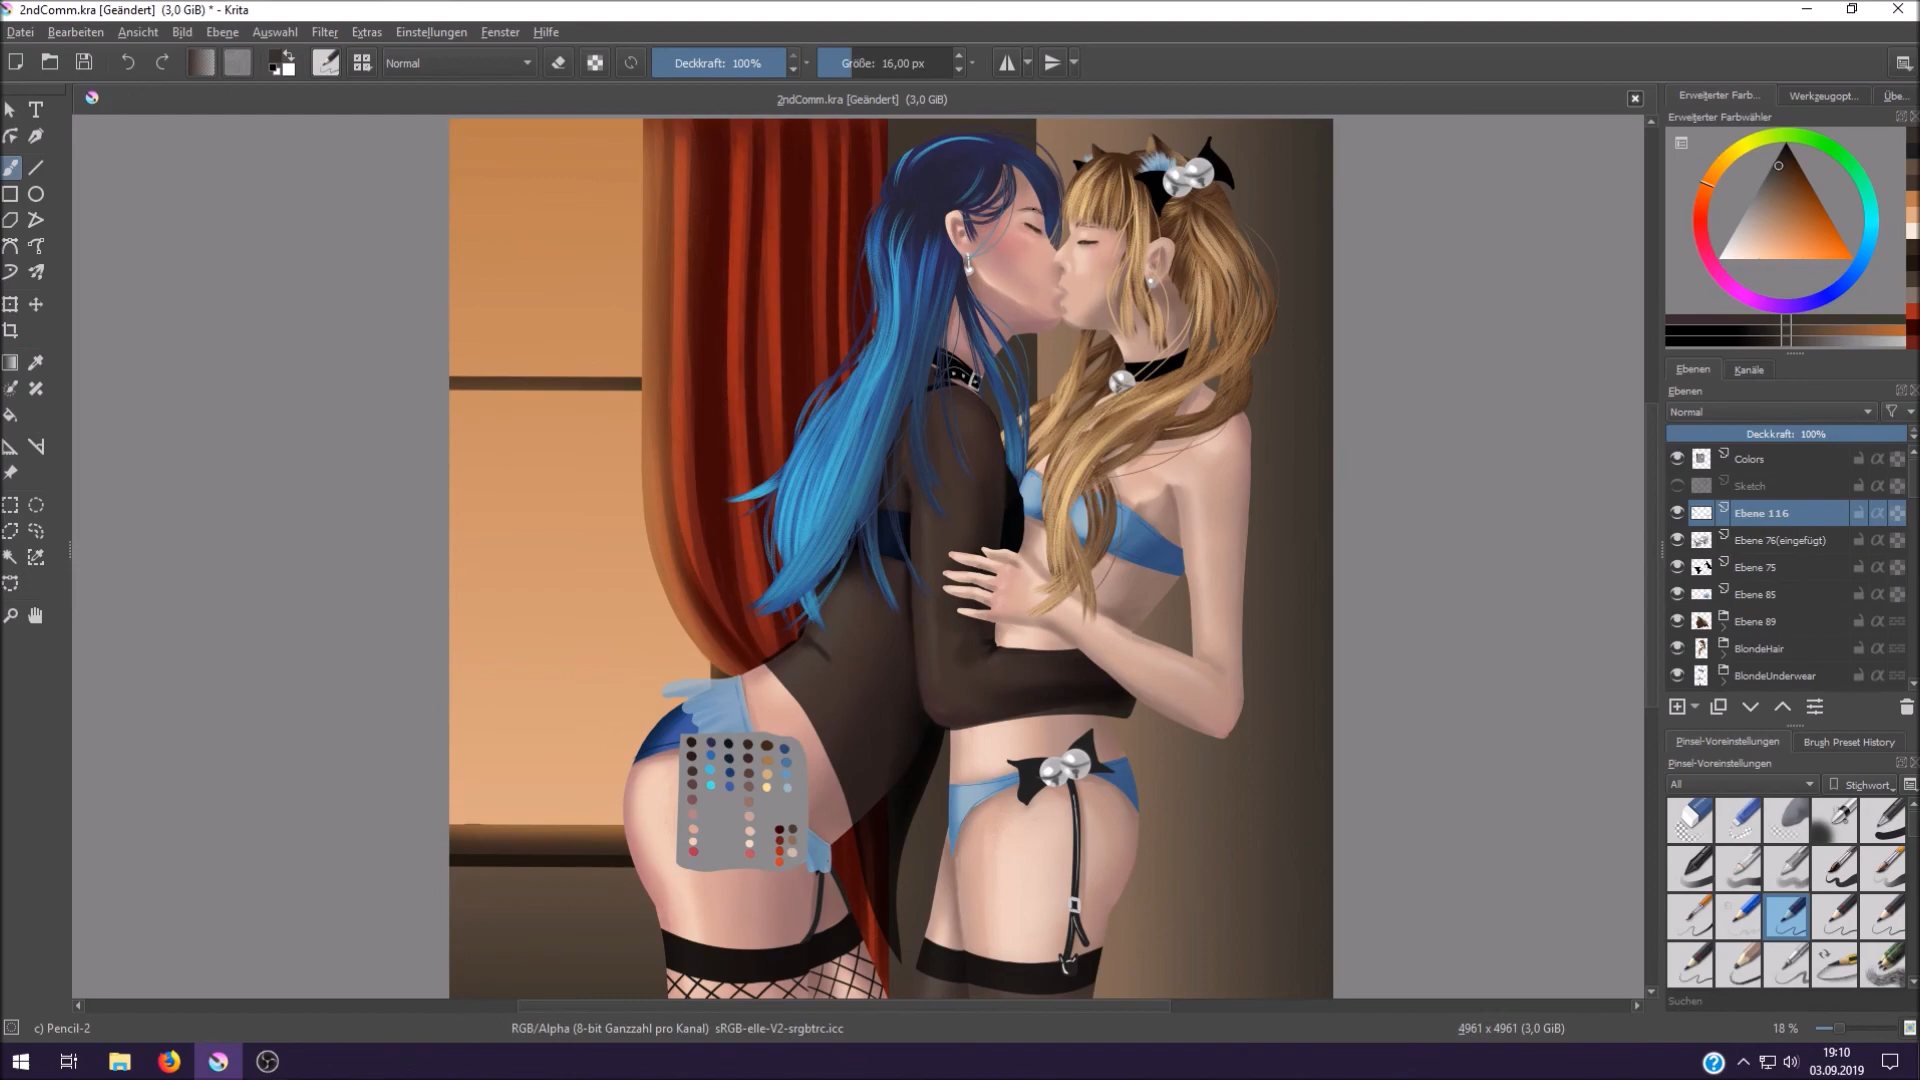 2ndComm.kra [Geändert]  (3,0 GiB) * - Krita
Datei Bearbeiten Ansicht Bild Ebene Auswahl Filter Extras Einstellungen Fenster Hilfe
Normal Deckkraft: 100% Größe: 16,00 px
2ndComm.kra [Geändert]  (3,0 GiB)
Erweiterter Farb... Werkzeugopt... Übe...
Erweiterter Farbwähler
Ebenen Kanäle
Ebenen
Normal
Deckkraft: 100%
Colors
Sketch
Ebene 116
Ebene 76(eingefügt)
Ebene 75
Ebene 85
Ebene 89
BlondeHair
BlondeUnderwear
Pinsel-Voreinstellungen Brush Preset History
Pinsel-Voreinstellungen
All Stichwort
Suchen
c) Pencil-2 RGB/Alpha (8-bit Ganzzahl pro Kanal)  sRGB-elle-V2-srgbtrc.icc 4961 x 4961 (3,0 GiB) 18 %
19:10
03.09.2019